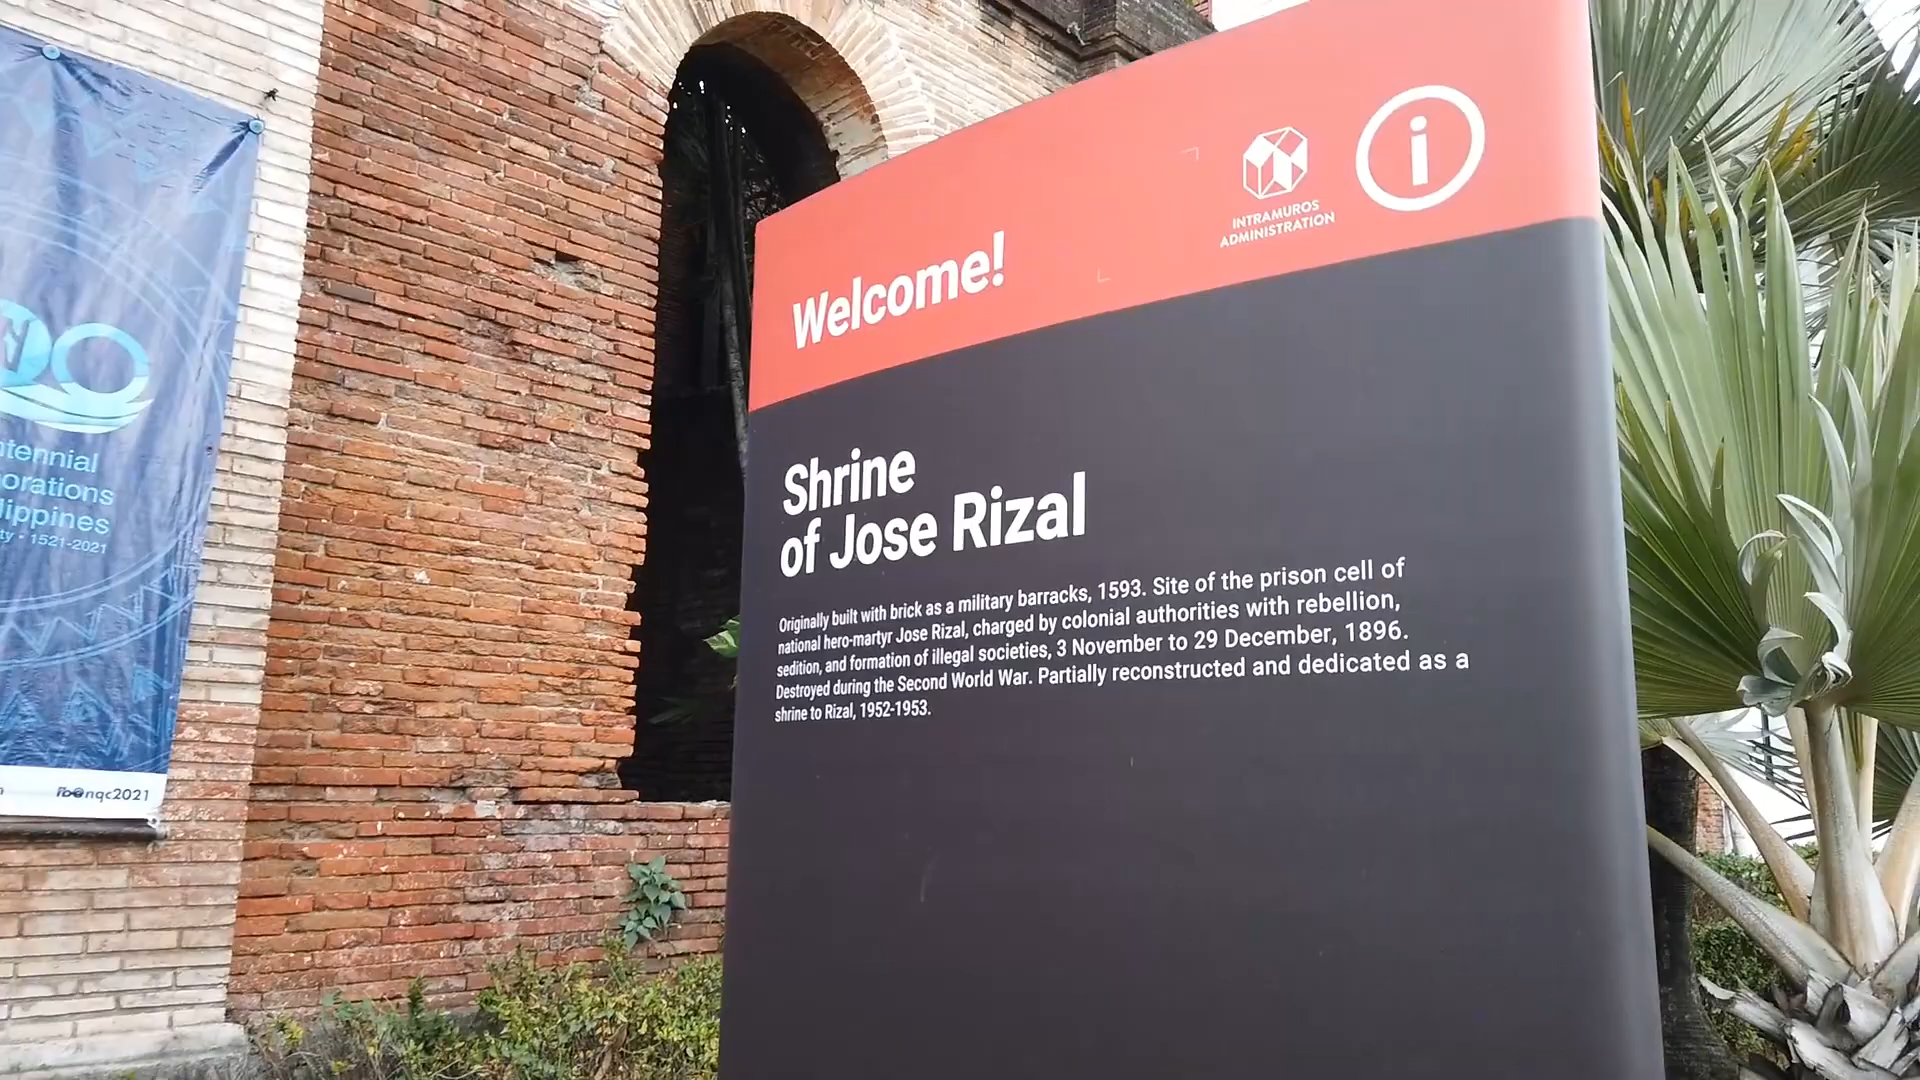 Welcome!
INTRAMUROS
ADMINISTRATION
i
Shrine
of Jose Rizal
Originally built with brick as a military barracks, 1593. Site of the prison cell of
national hero-martyr Jose Rizal, charged by colonial authorities with rebellion,
sedition, and formation of illegal societies, 3 November to 29 December, 1896.
Destroyed during the Second World War. Partially reconstructed and dedicated as a
shrine to Rizal, 1952-1953.
ntennial
orations
lippines
ty • 1521-2021
nqc2021